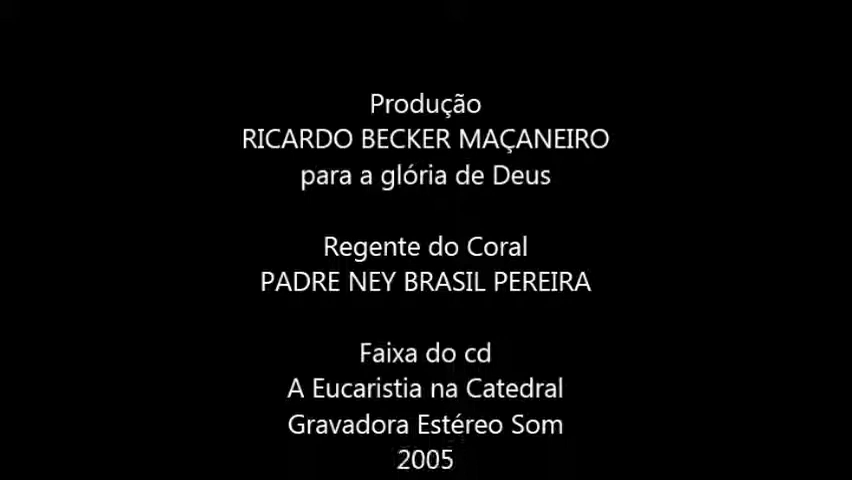 Produção
RICARDO BECKER MAÇANEIRO
para a glória de Deus
Regente do Coral
PADRE NEY BRASIL PEREIRA
Faixa do cd
A Eucaristia na Catedral
Gravadora Estéreo Som
2005